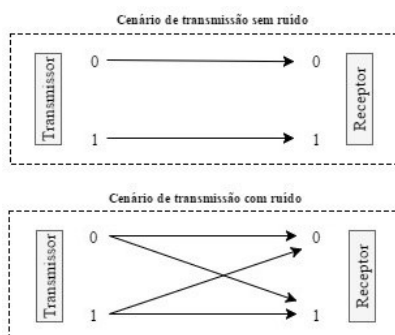 Cenário de transmissão sem ruído
Transmissor
0 0
1 1
Receptor
Cenário de transmissão com ruído
Transmissor
0 0
1 1
Receptor